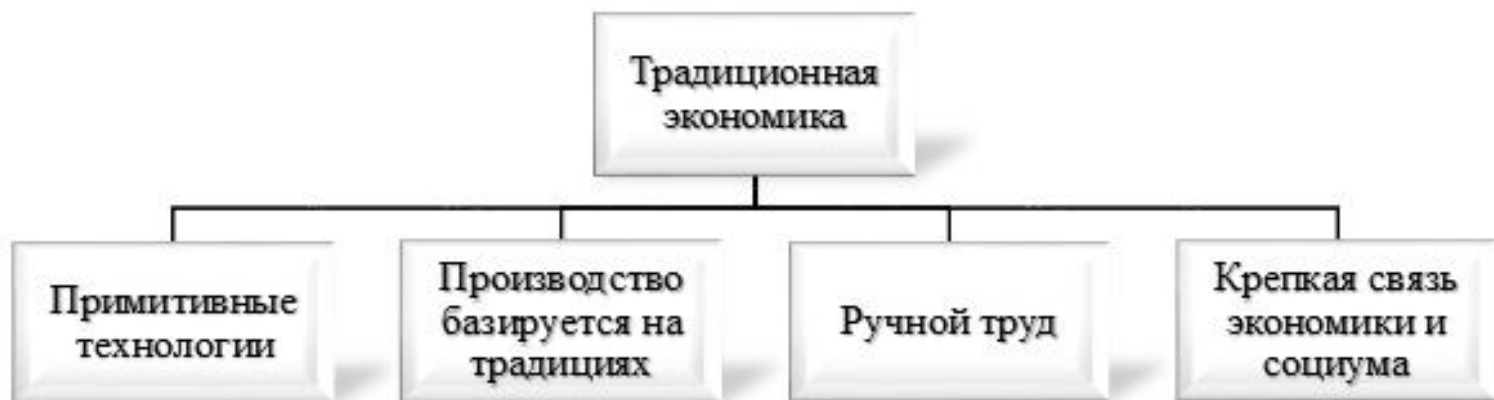 Традиционная
экономика
Примитивные
технологии
Производство
базируется на
традициях
Ручной труд
Крепкая связь
экономики и
социума